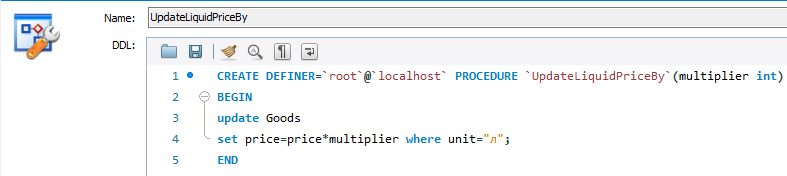 Name: UpdateLiquidPriceBy
DDL:
1 CREATE DEFINER=`root`@`localhost` PROCEDURE `UpdateLiquidPriceBy`(multiplier int)
2 BEGIN
3 update Goods
4 set price=price*multiplier where unit="л";
5 END